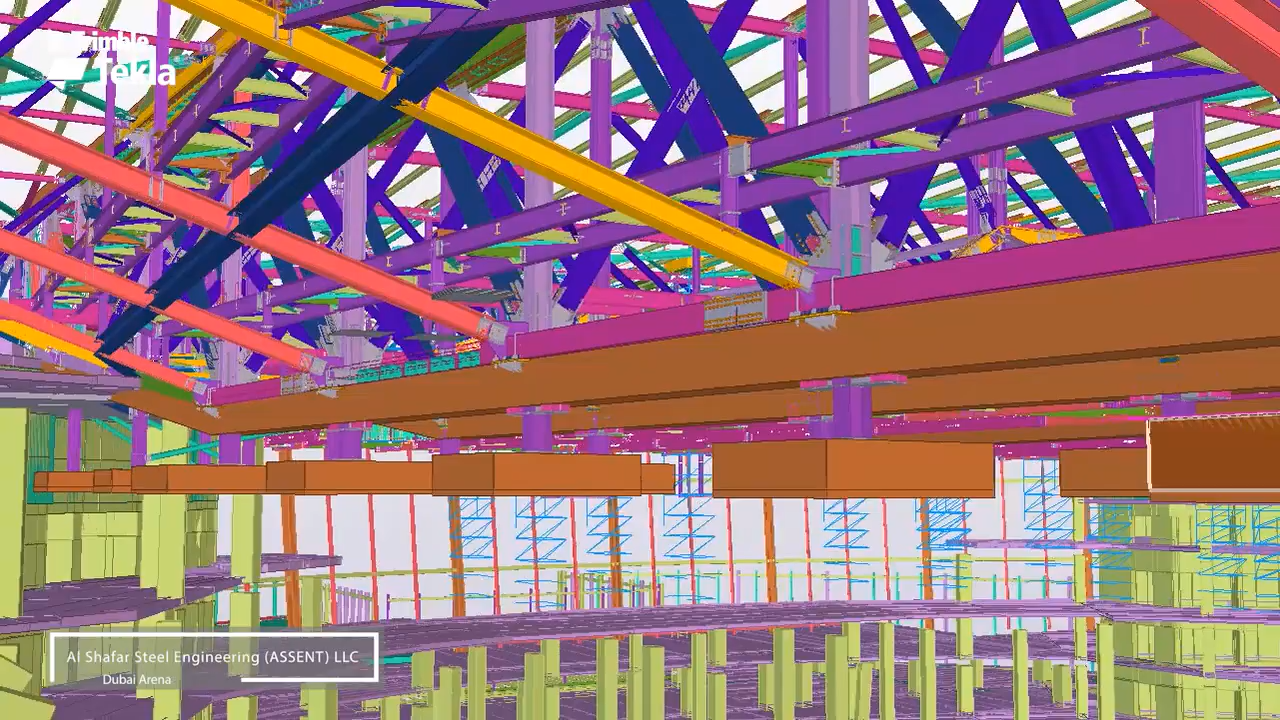 Trimble
Tekla
Al Shafar Steel Engineering (ASSENT) LLC
Dubai Arena